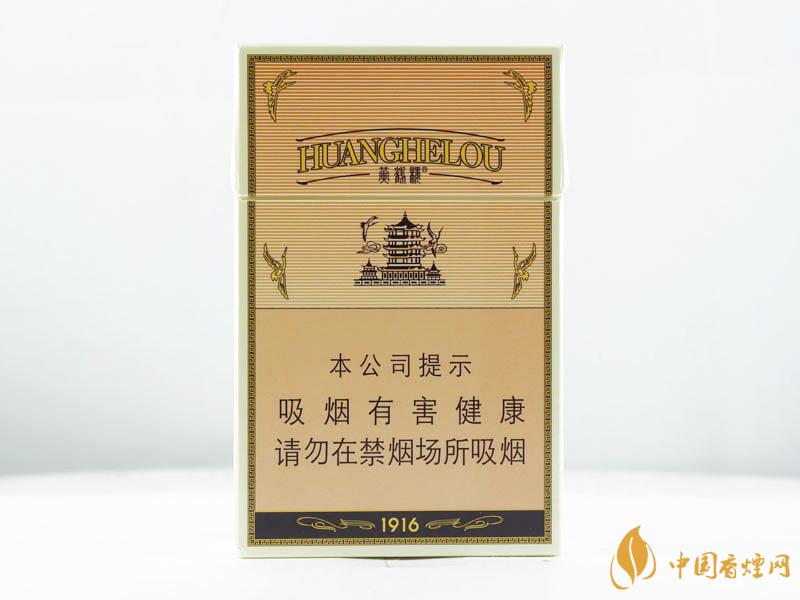 HUANGHELOU
黄鹤楼®
本公司提示
吸烟有害健康
请勿在禁烟场所吸烟
1916
中国香烟网